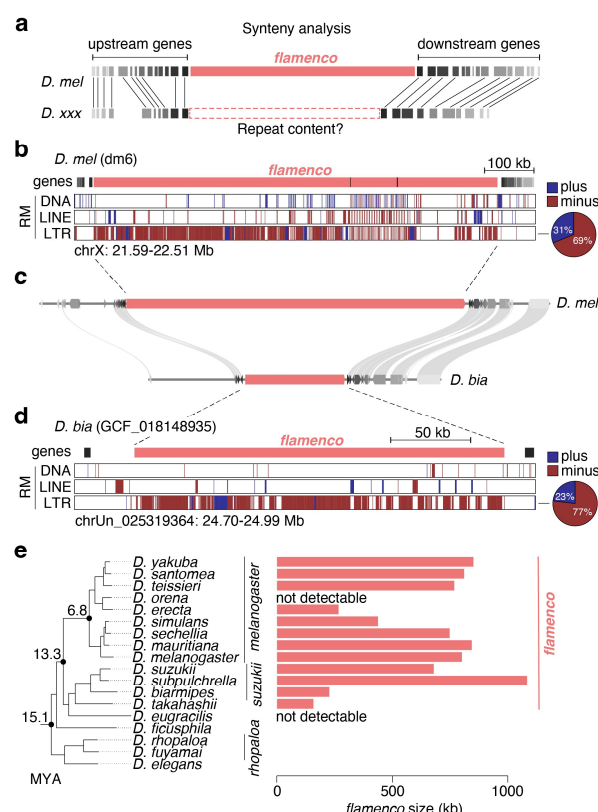 a
Synteny analysis
upstream genes
flamenco
downstream genes
D. mel
D. xxx
Repeat content?
b
D. mel (dm6)
flamenco
100 kb
genes
plus
minus
RM
DNA
LINE
LTR
31%
69%
chrX: 21.59-22.51 Mb
c
D. mel
D. bia
d
D. bia (GCF_018148935)
flamenco
50 kb
genes
plus
minus
RM
DNA
LINE
LTR
23%
77%
chrUn_025319364: 24.70-24.99 Mb
e
D. yakuba
D. santomea
D. teissieri
D. orena
not detectable
D. erecta
6.8
D. simulans
D. sechellia
D. mauritiana
D. melanogaster
melanogaster
flamenco
13.3
D. suzukii
D. subpulchrella
D. biarmipes
D. takahashii
suzukii
15.1
D. eugracilis
not detectable
D. ficusphila
D. rhopaloa
D. fuyamai
D. elegans
rhopaloa
MYA
0
500
1000
flamenco size (kb)